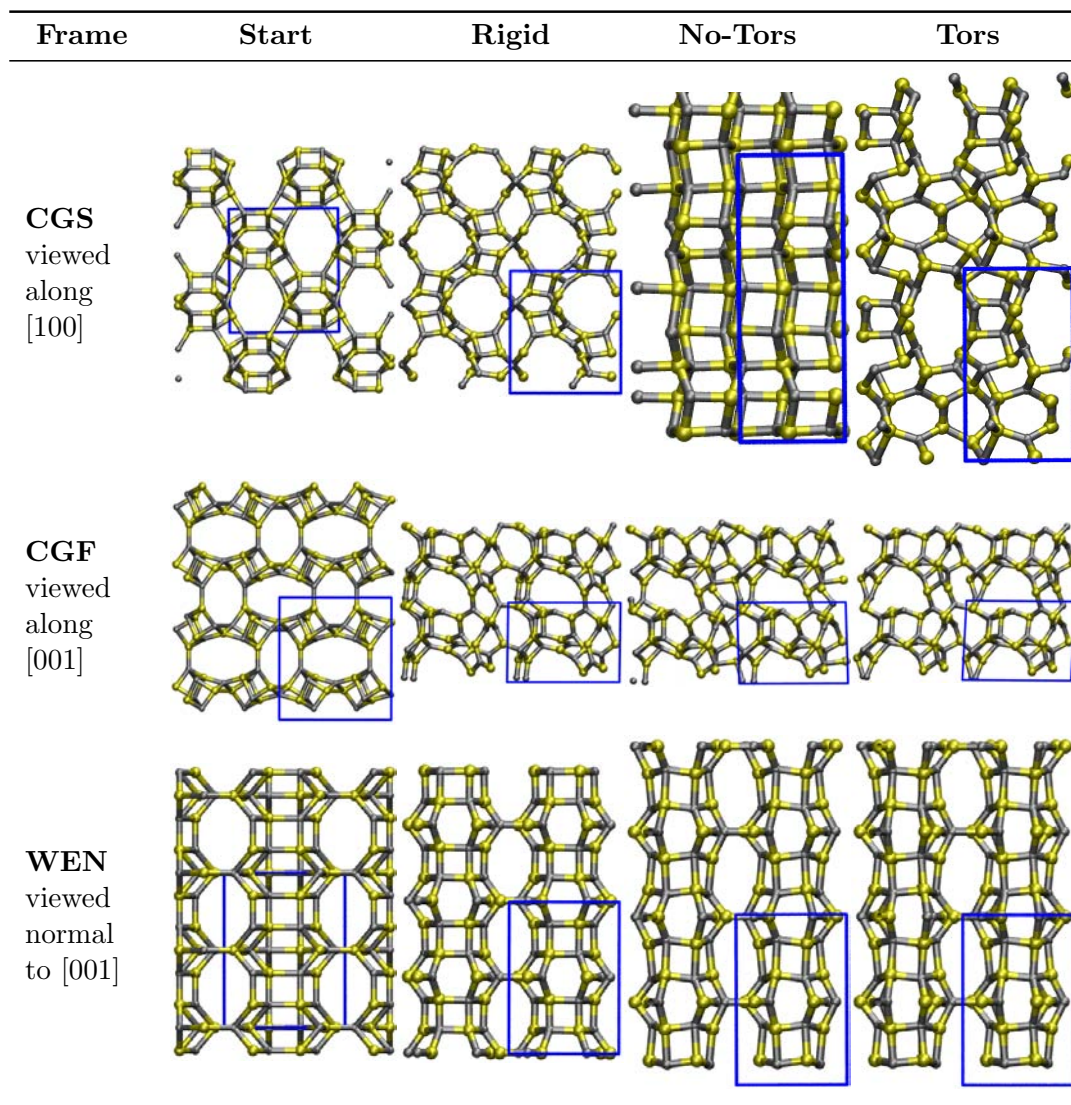 Frame Start Rigid No-Tors Tors
CGS
viewed
along
[100]
CGF
viewed
along
[001]
WEN
viewed
normal
to [001]